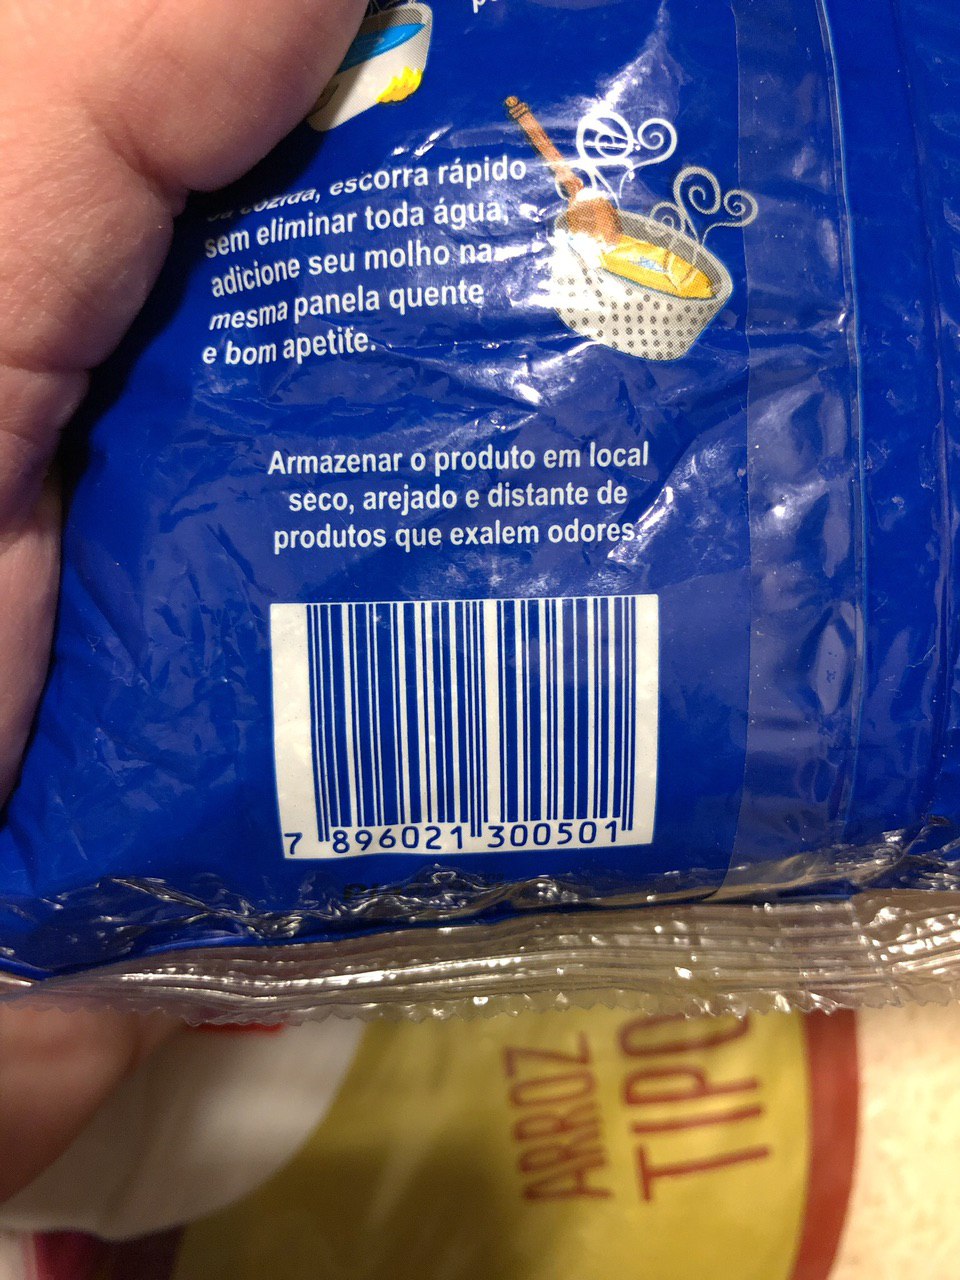 cozida, escorra rápido
sem eliminar toda água,
adicione seu molho na
mesma panela quente
e bom apetite.
Armazenar o produto em local
seco, arejado e distante de
produtos que exalem odores.
7 896021 300501
ARROZ
TIPO